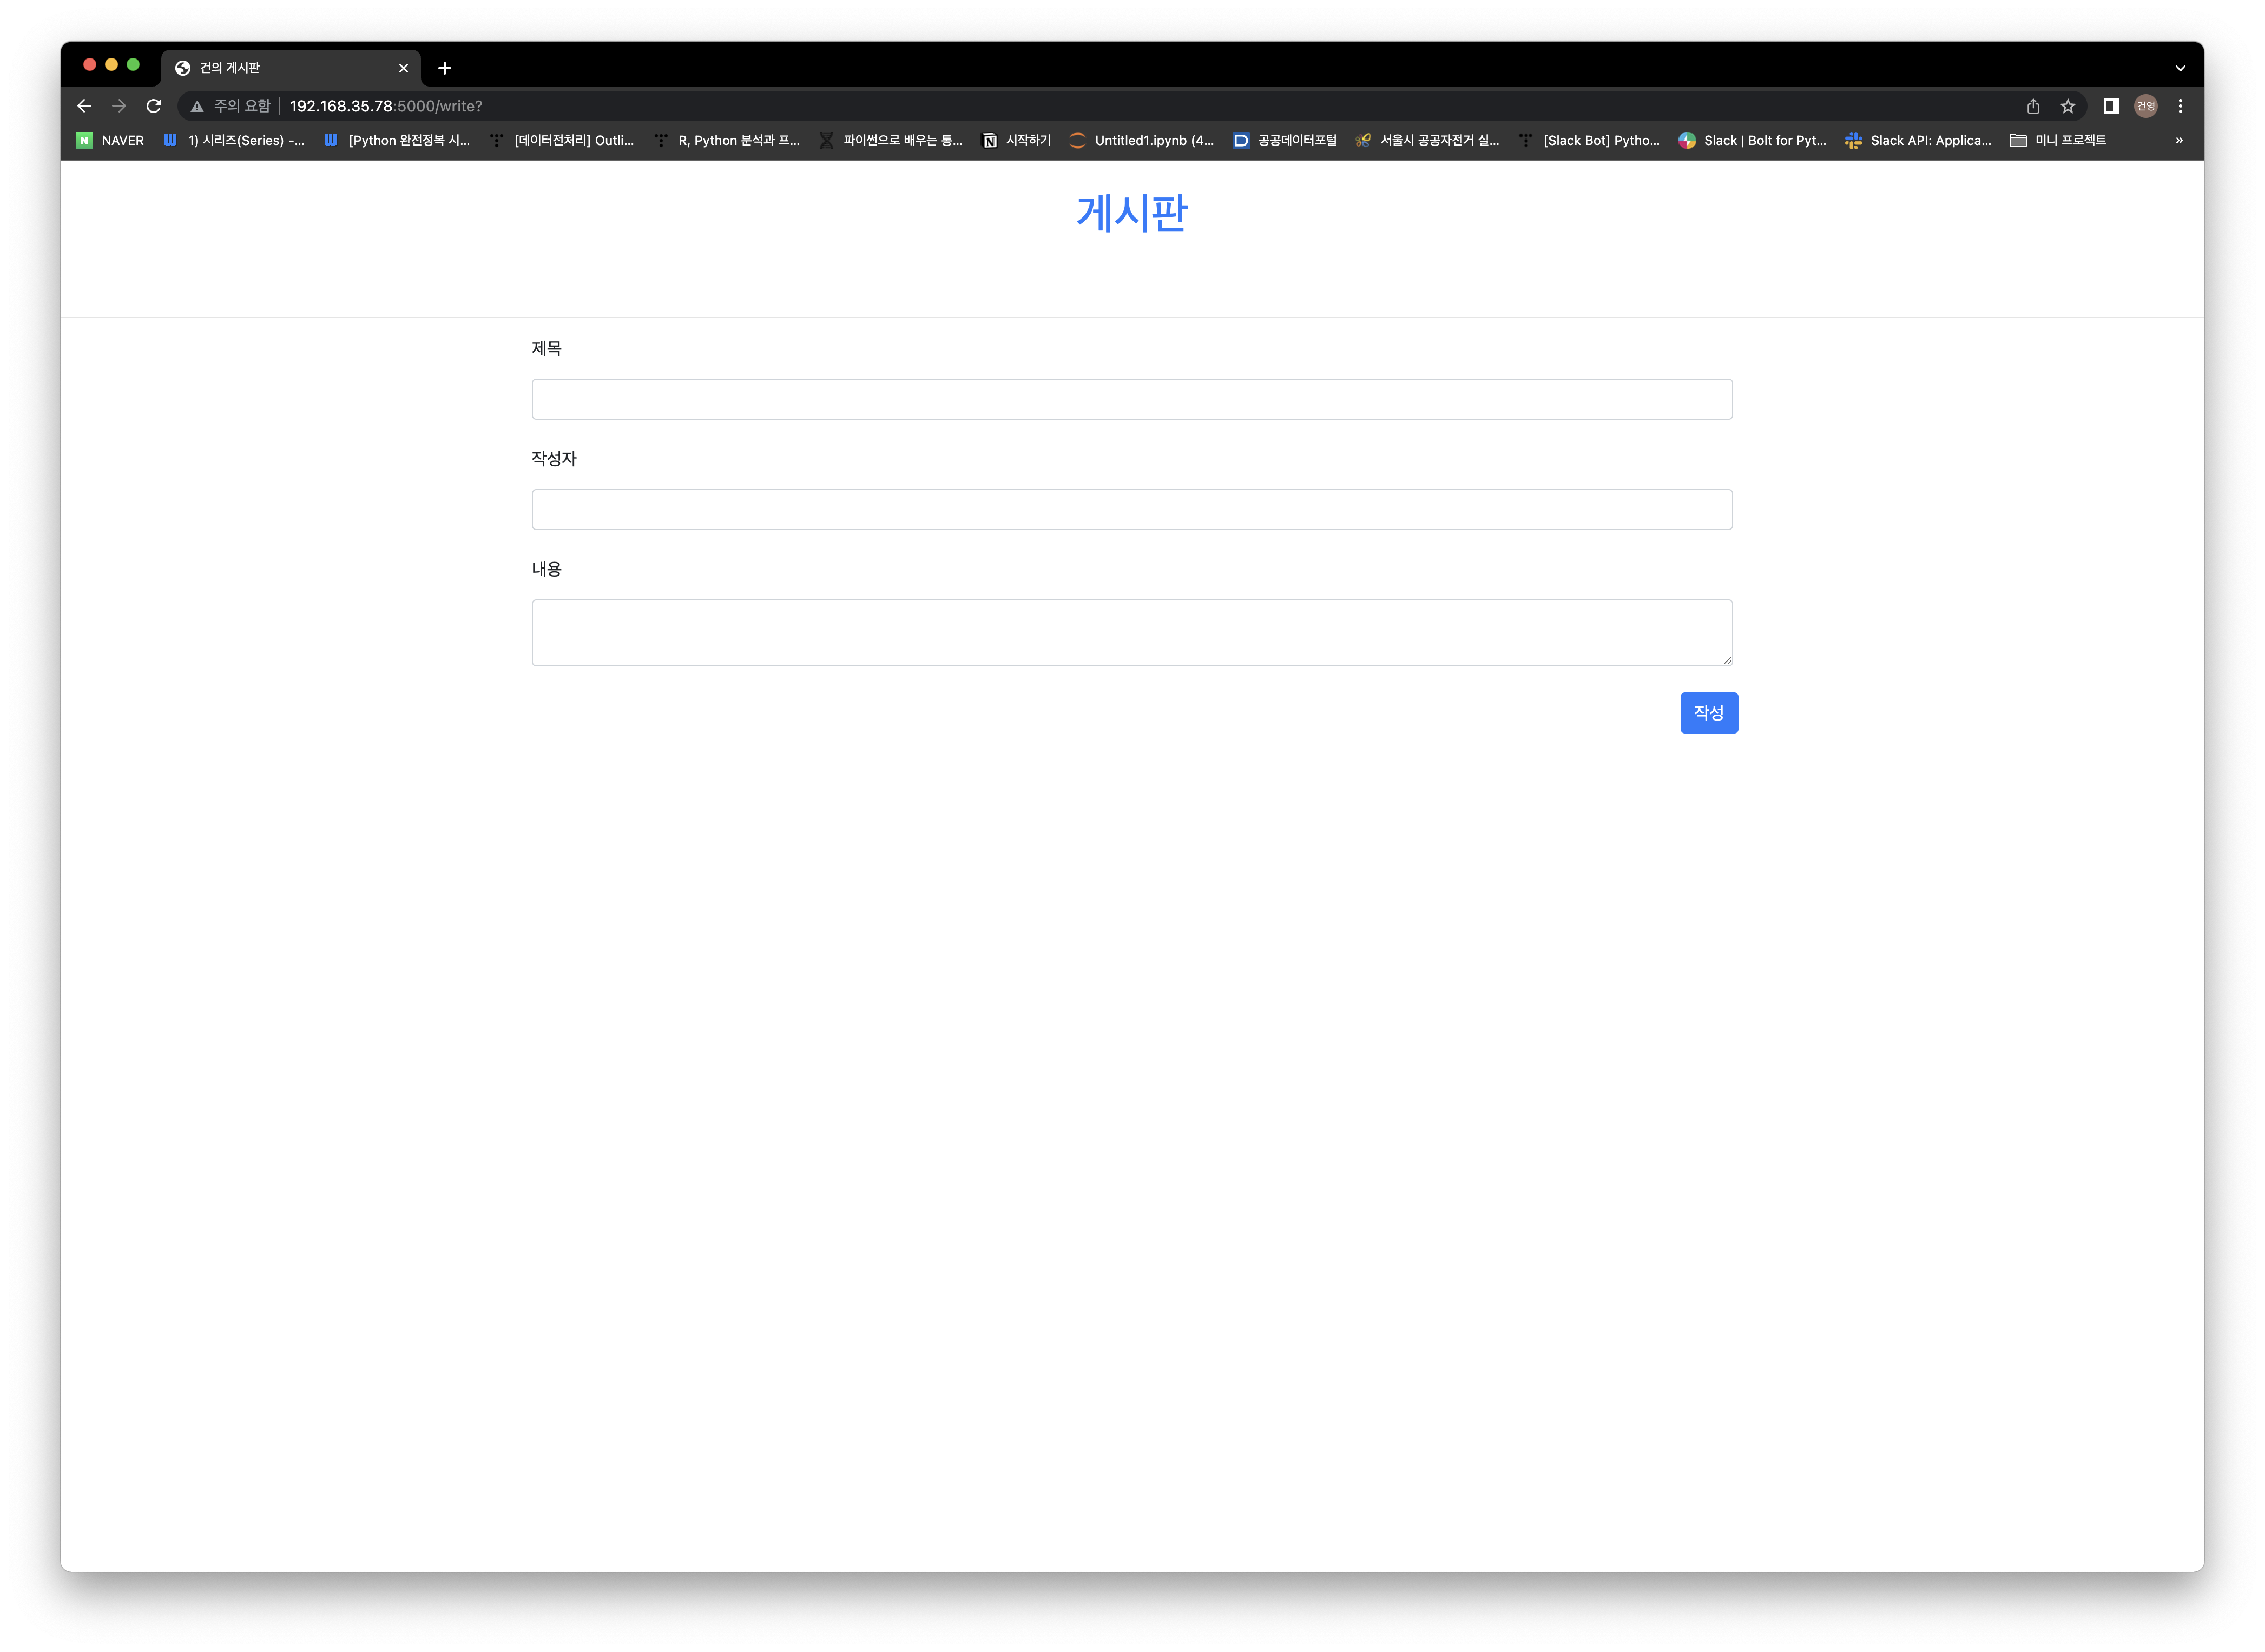 건의 게시판
주의 요함 192.168.35.78:5000/write?
NAVER 1) 시리즈(Series) -... [Python 완전정복 시... [데이터전처리] Outli... R, Python 분석과 프... 파이썬으로 배우는 통... 시작하기 Untitled1.ipynb (4... 공공데이터포털 서울시 공공자전거 실... [Slack Bot] Pytho... Slack | Bolt for Pyt... Slack API: Applica... 미니 프로젝트 »
건영
게시판
제목
작성자
내용
작성